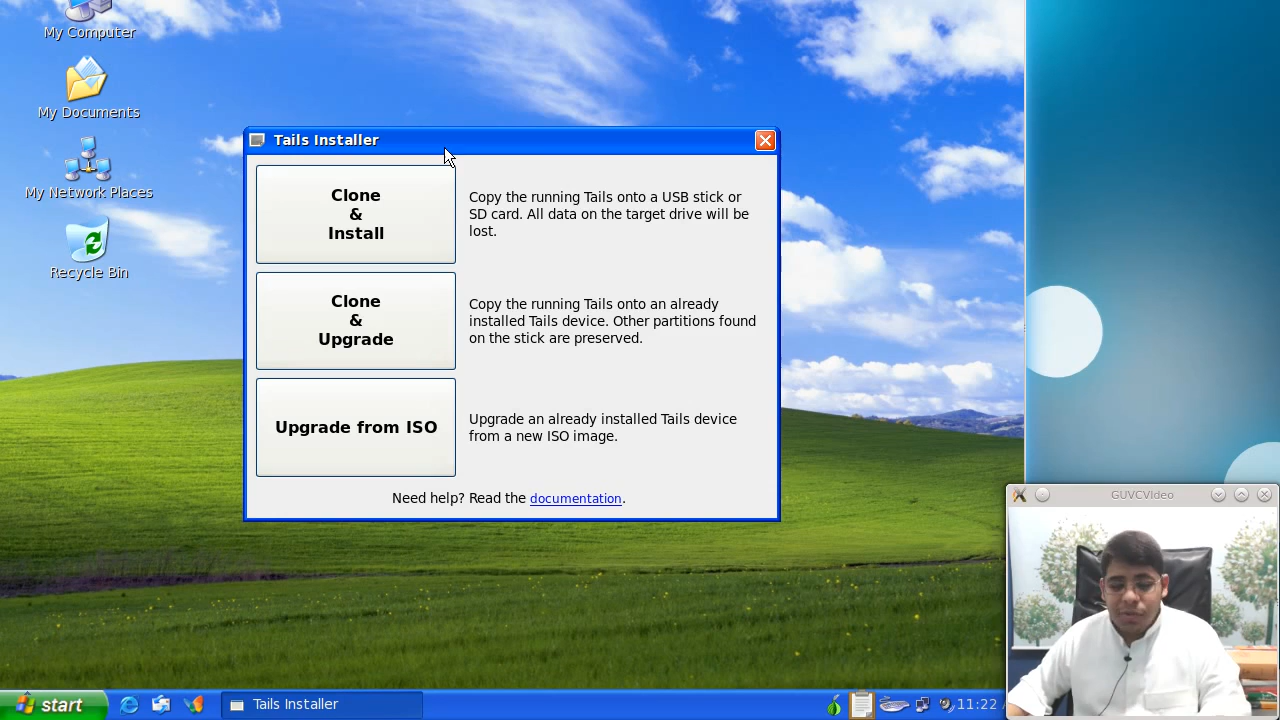 My Computer
My Documents
My Network Places
Recycle Bin
Tails Installer
Clone
&
Install
Copy the running Tails onto a USB stick or
SD card. All data on the target drive will be
lost.
Clone
&
Upgrade
Copy the running Tails onto an already
installed Tails device. Other partitions found
on the stick are preserved.
Upgrade from ISO
Upgrade an already installed Tails device
from a new ISO image.
Need help? Read the documentation.
GUVCVideo
start
Tails Installer
11:22